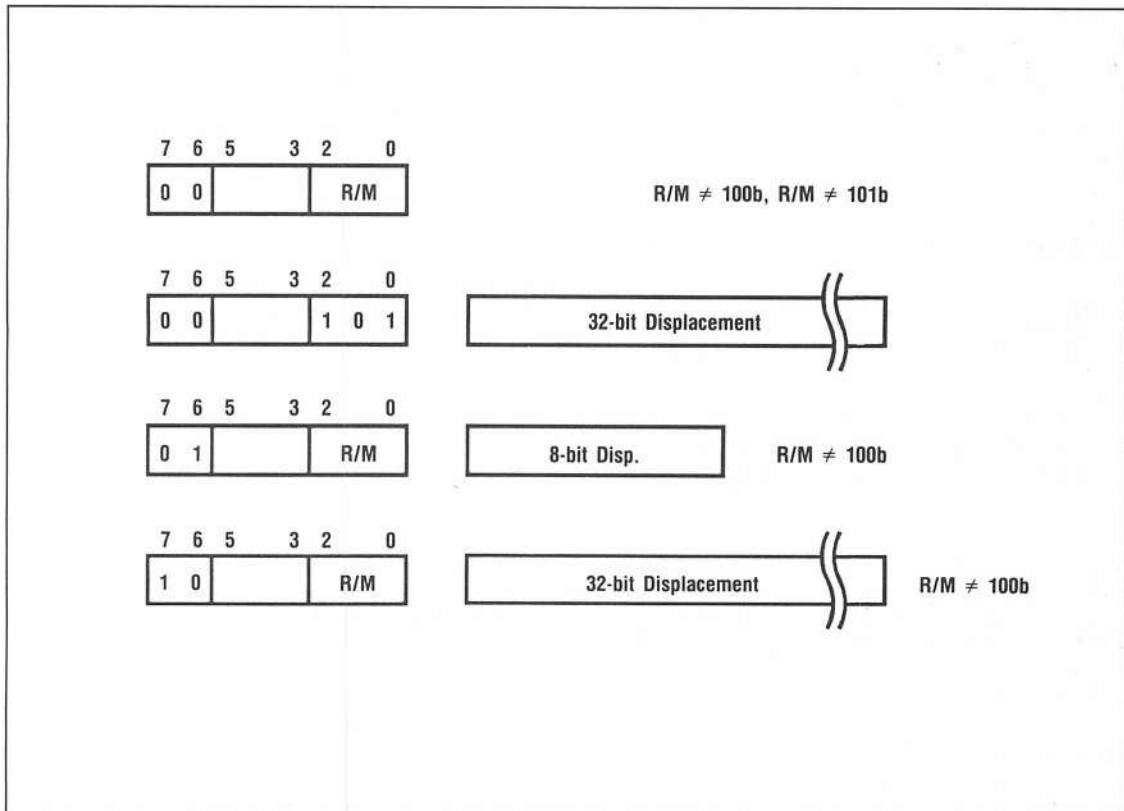 7 6 5 3 2 0
0 0 R/M R/M ≠ 100b, R/M ≠ 101b
7 6 5 3 2 0
0 0 1 0 1 32-bit Displacement
7 6 5 3 2 0
0 1 R/M 8-bit Disp. R/M ≠ 100b
7 6 5 3 2 0
1 0 R/M 32-bit Displacement R/M ≠ 100b